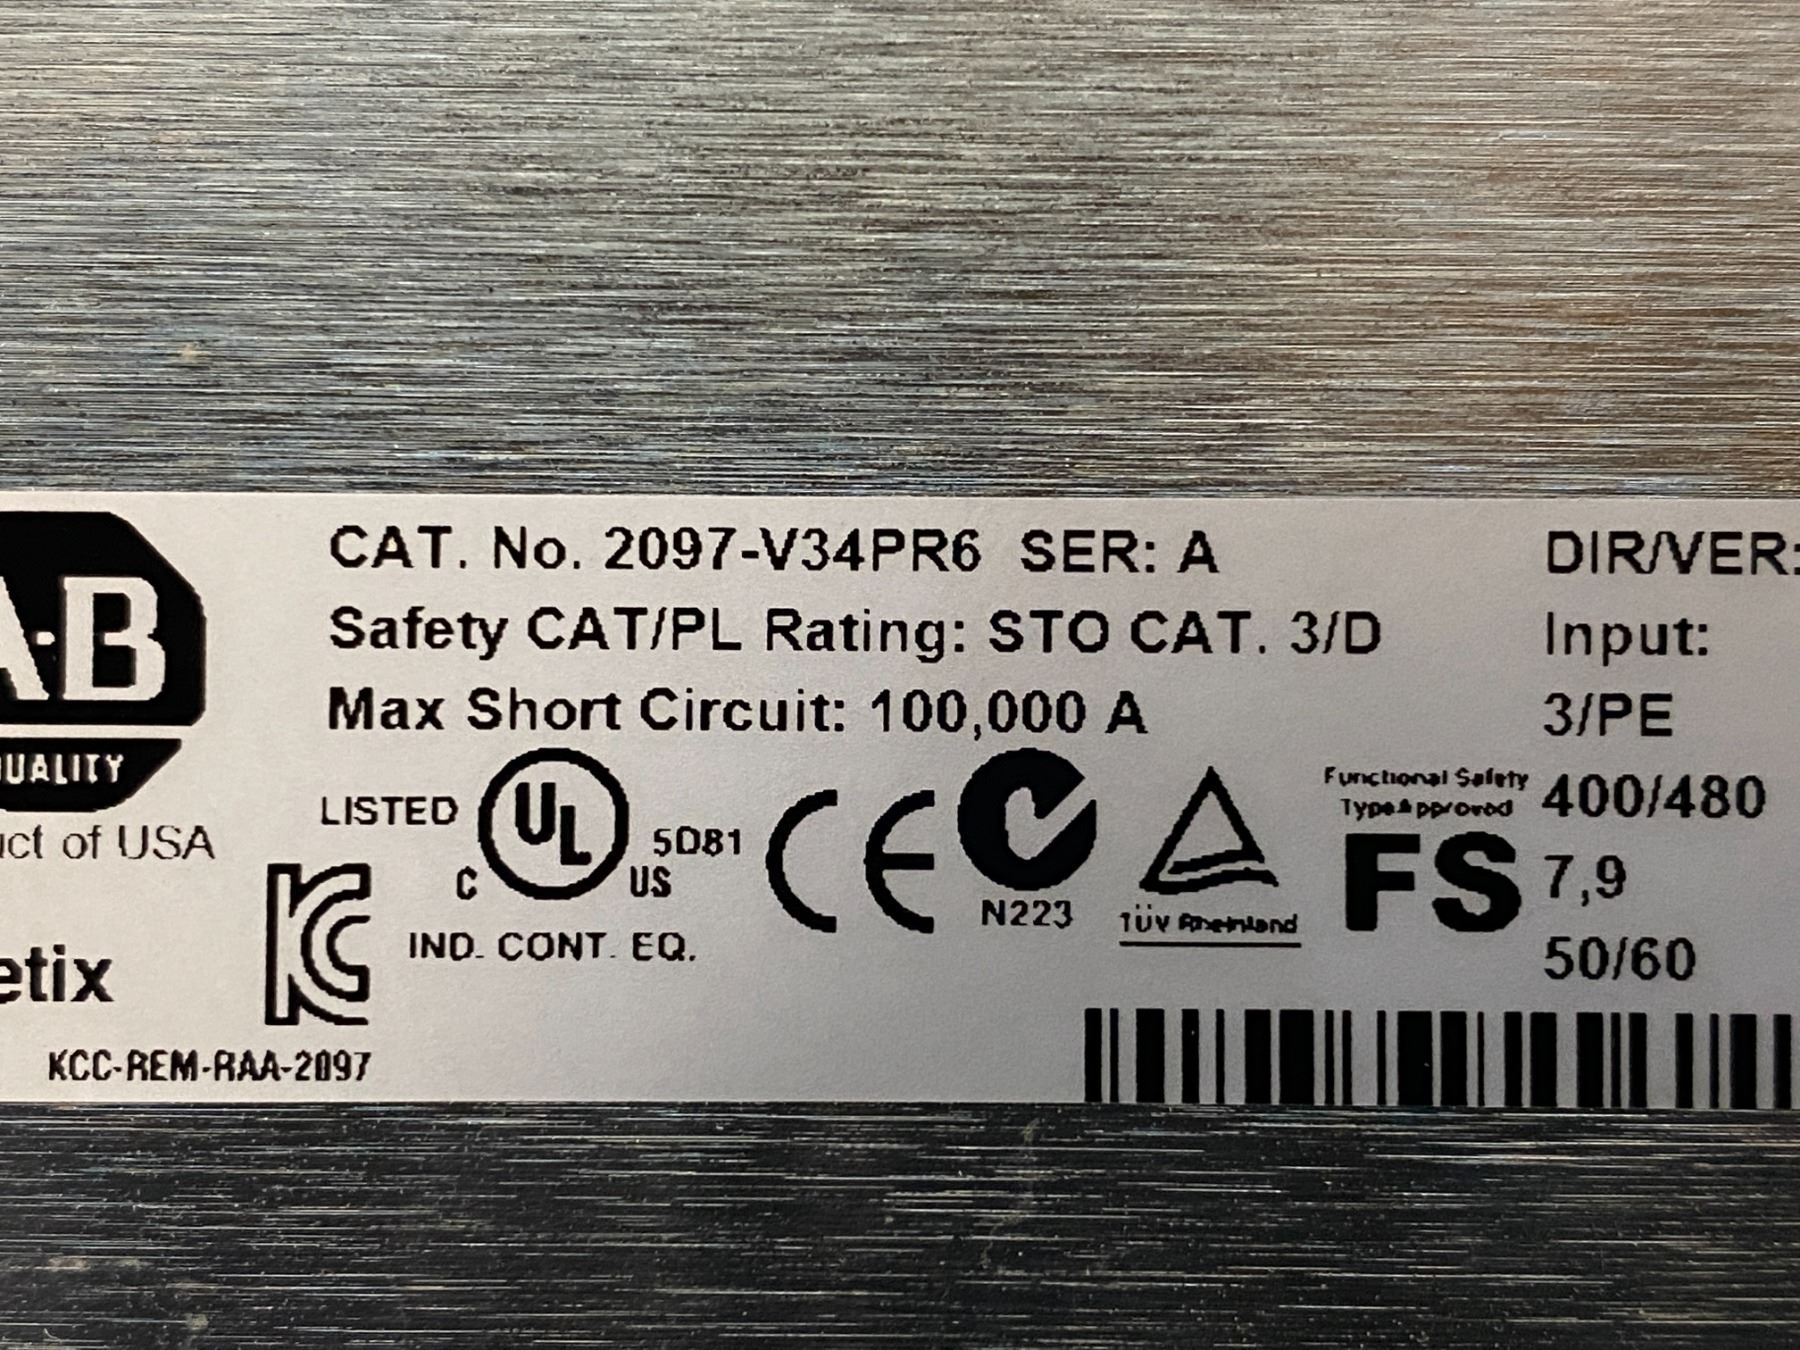 CAT. No. 2097-V34PR6 SER: A
Safety CAT/PL Rating: STO CAT. 3/D
Max Short Circuit: 100,000 A
A-B
QUALITY
uct of USA
etix
LISTED
C UL US
5D81
IND. CONT. EQ.
KCC-REM-RAA-2097
CE
N223
TÜV Rheinland
Functional Safety
Type Approved
FS
DIR/VER:
Input:
3/PE
400/480
7,9
50/60